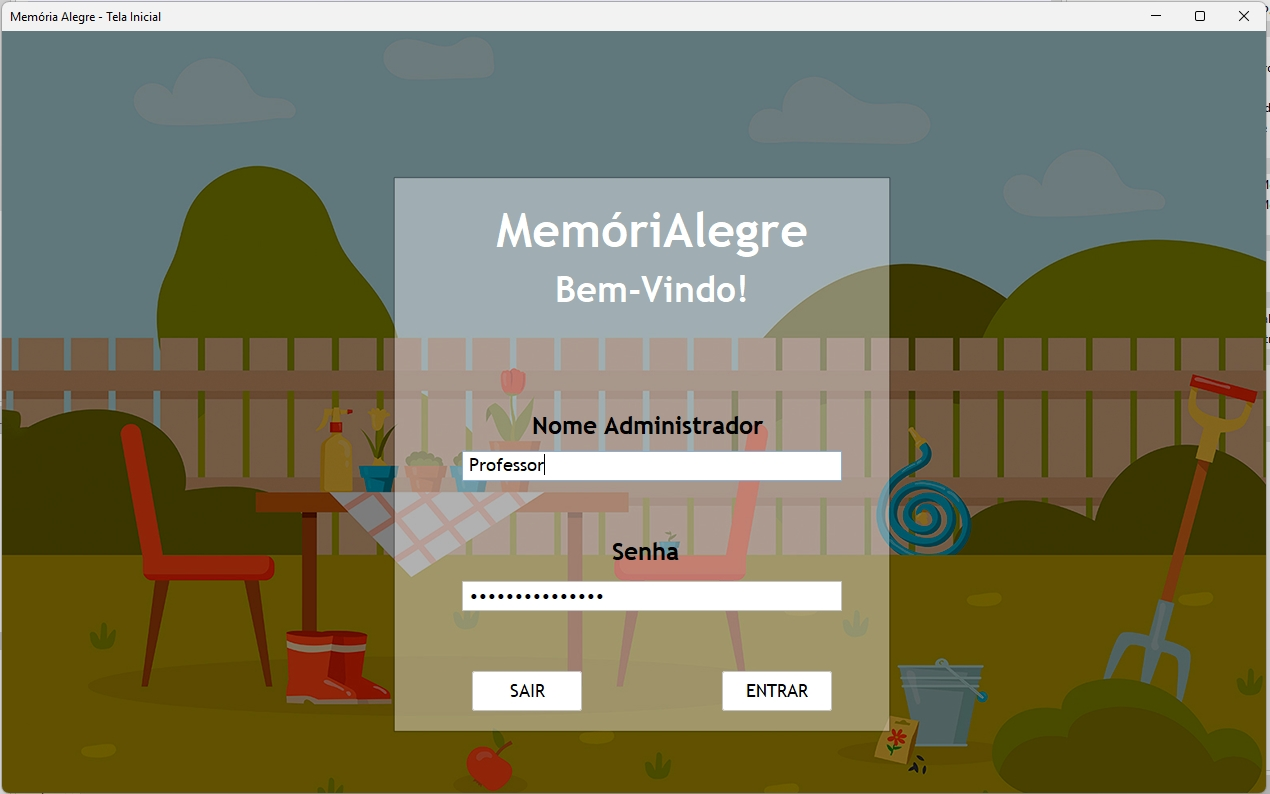 Memória Alegre - Tela Inicial
MemóriAlegre
Bem-Vindo!
Nome Administrador
Professor
Senha
•••••••••••••••
SAIR
ENTRAR